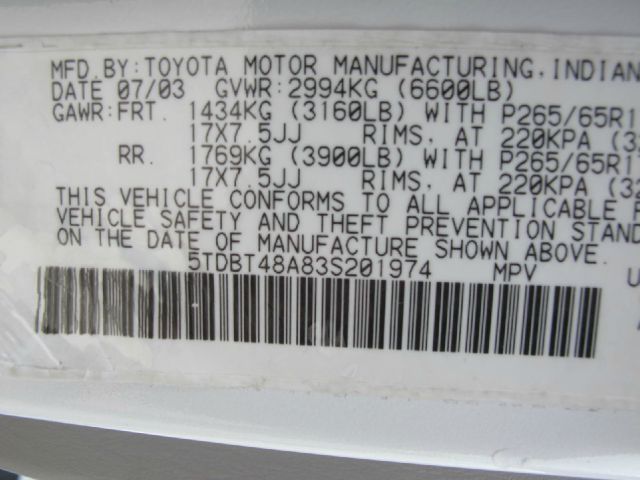 MFD.BY:TOYOTA MOTOR MANUFACTURING, INDIAN
DATE 07/03 GVWR:2994KG (6600LB)
GAWR:FRT. 1434KG (3160LB) WITH P265/65R1
17X7.5JJ RIMS, AT 220KPA (3
RR. 1769KG (3900LB) WITH P265/65R1
17X7.5JJ RIMS, AT 220KPA (32
THIS VEHICLE CONFORMS TO ALL APPLICABLE
VEHICLE SAFETY AND THEFT PREVENTION STAND
ON THE DATE OF MANUFACTURE SHOWN ABOVE.
5TDBT48A83S201974 MPV U